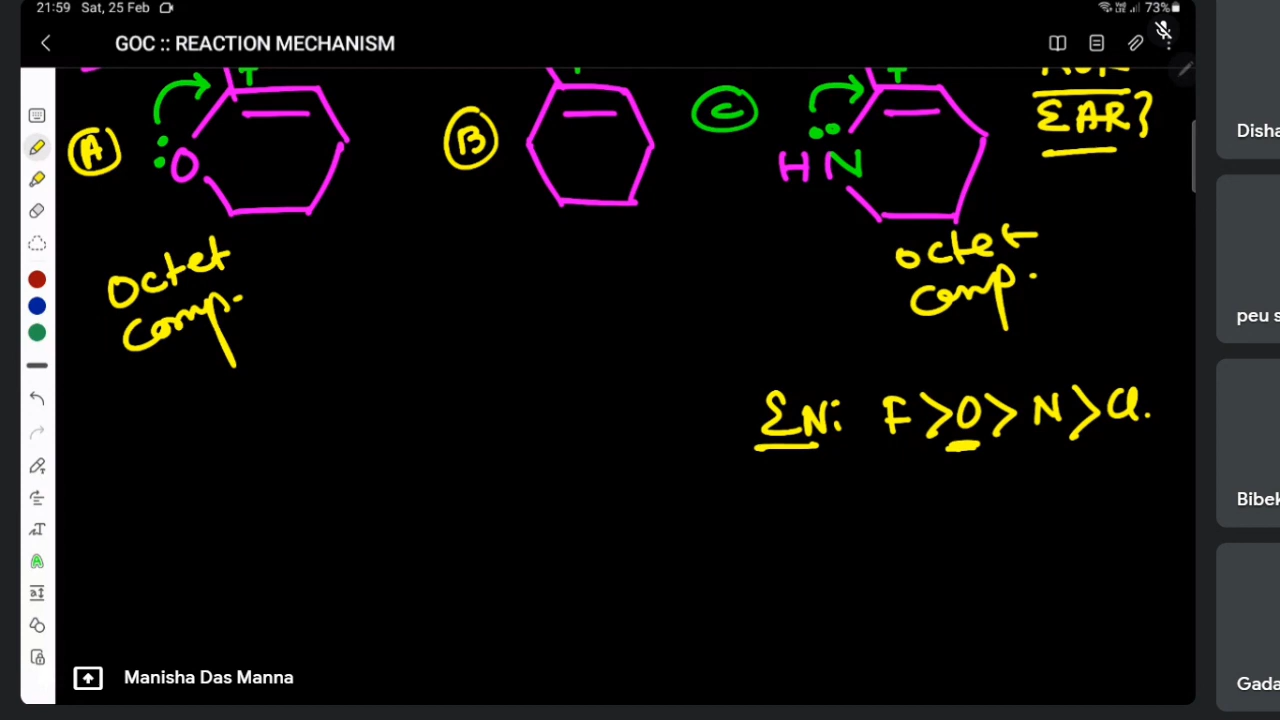 21:59 Sat, 25 Feb
73%
GOC :: REACTION MECHANISM
EAR}
A
B
C
O
HN
Octet
comp.
Octet
comp.
EN: F>O>N>Cl.
Manisha Das Manna
Disha
peu s
Bibek
Gada